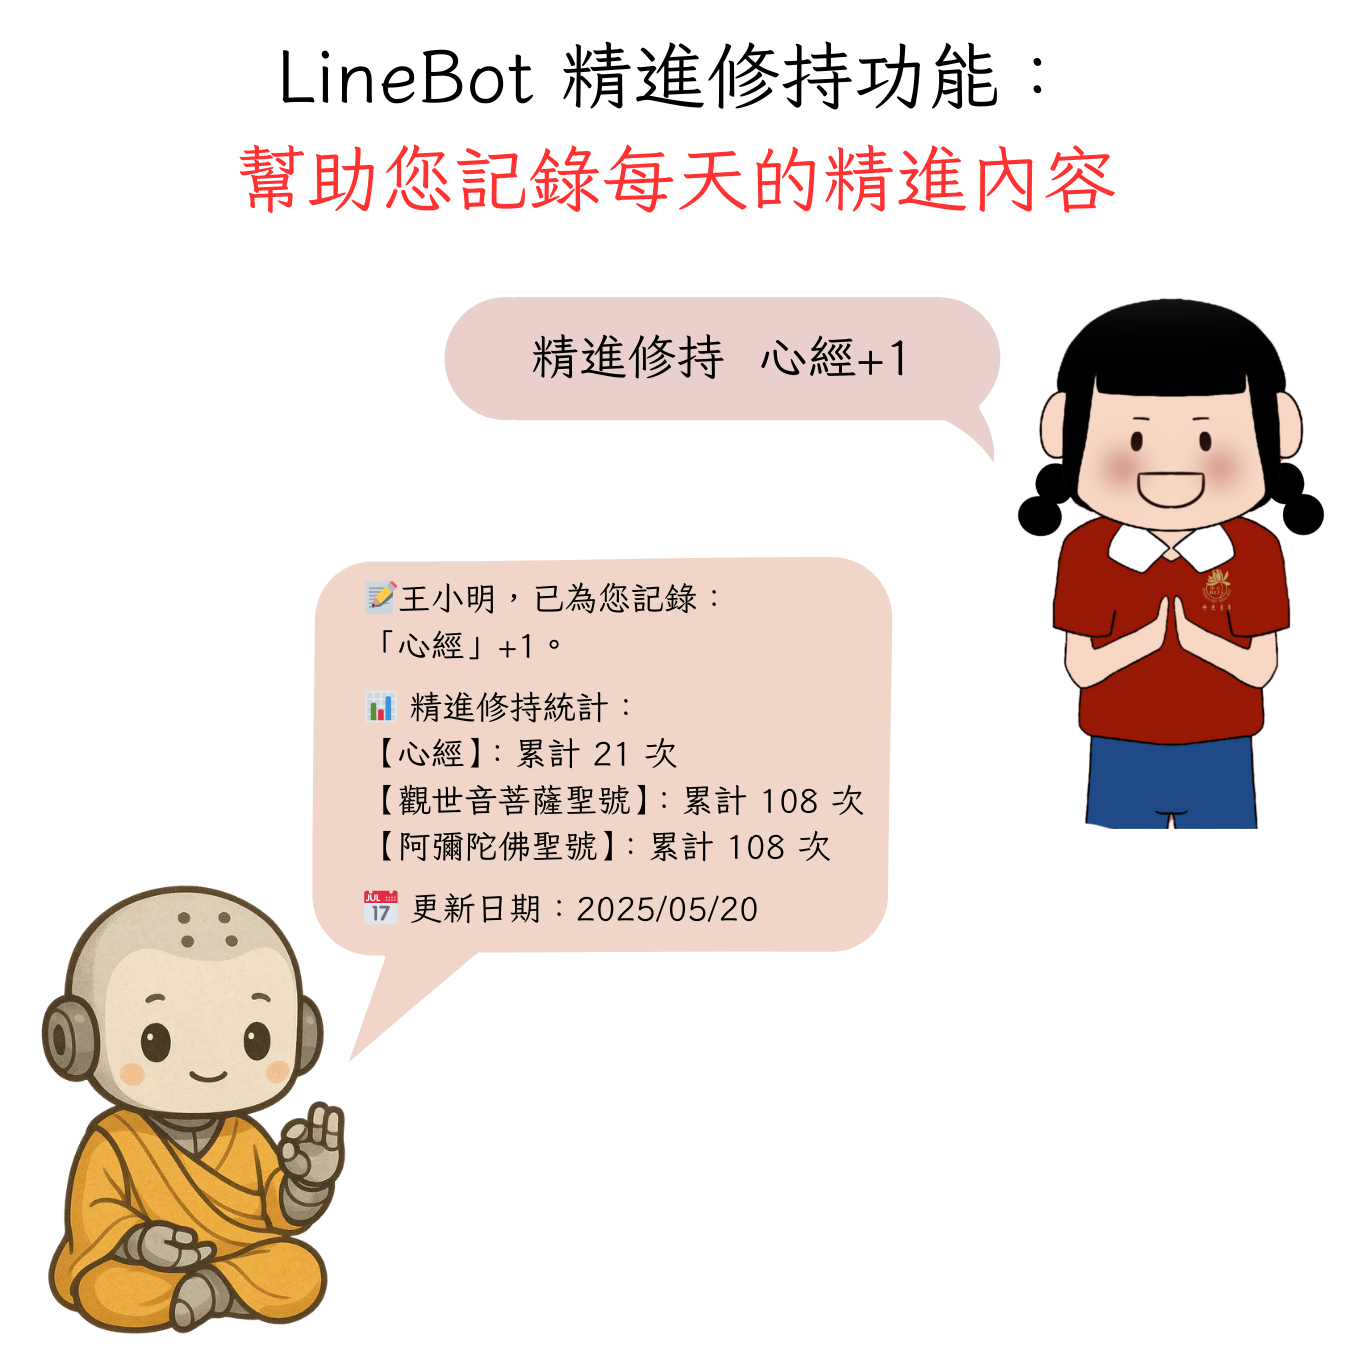 LineBot 精進修持功能：
幫助您記錄每天的精進內容
精進修持 心經+1
📝王小明，已為您記錄：
「心經」+1。
📊 精進修持統計：
【心經】：累計 21 次
【觀世音菩薩聖號】：累計 108 次
【阿彌陀佛聖號】：累計 108 次
📅 更新日期：2025/05/20
JUL
17